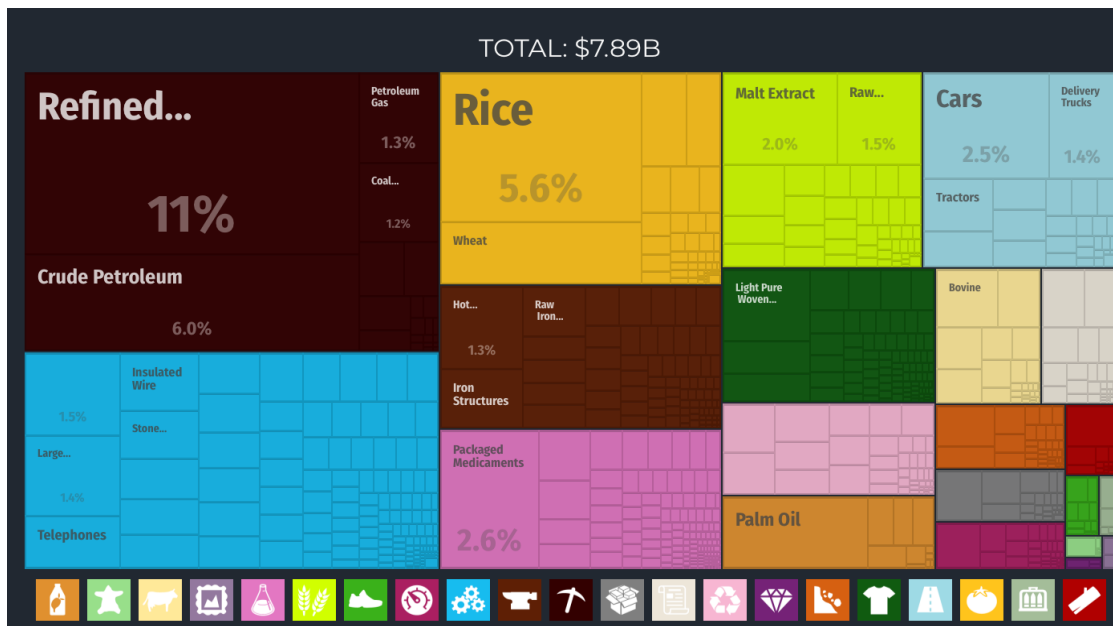 TOTAL: $7.89B
Refined...
11%
Petroleum
Gas
1.3%
Coal...
1.2%
Crude Petroleum
6.0%
Rice
5.6%
Wheat
Malt Extract
2.0%
Raw...
1.5%
Cars
2.5%
Delivery
Trucks
1.4%
Tractors
Hot...
1.3%
Raw
Iron...
Iron
Structures
Light Pure
Woven...
Bovine
1.5%
Insulated
Wire
Stone...
Large...
1.4%
Telephones
Packaged
Medicaments
2.6%
Palm Oil